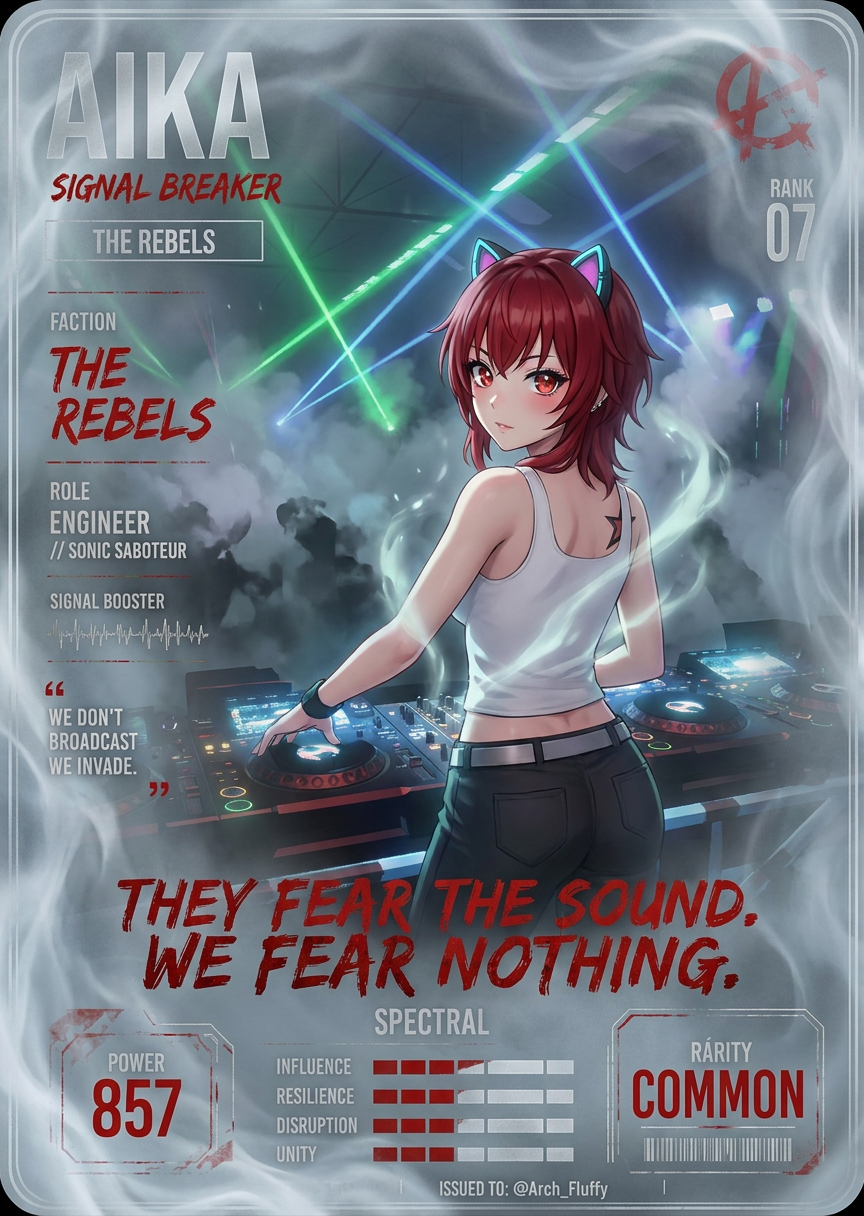 AIKA
SIGNAL BREAKER
THE REBELS
RANK
07
FACTION
THE
REBELS
ROLE
ENGINEER
// SONIC SABOTEUR
SIGNAL BOOSTER
“
WE DON'T
BROADCAST
WE INVADE.
”
THEY FEAR THE SOUND.
WE FEAR NOTHING.
SPECTRAL
POWER
857
INFLUENCE
RESILIENCE
DISRUPTION
UNITY
RÁRITY
COMMON
ISSUED TO: @Arch_Fluffy